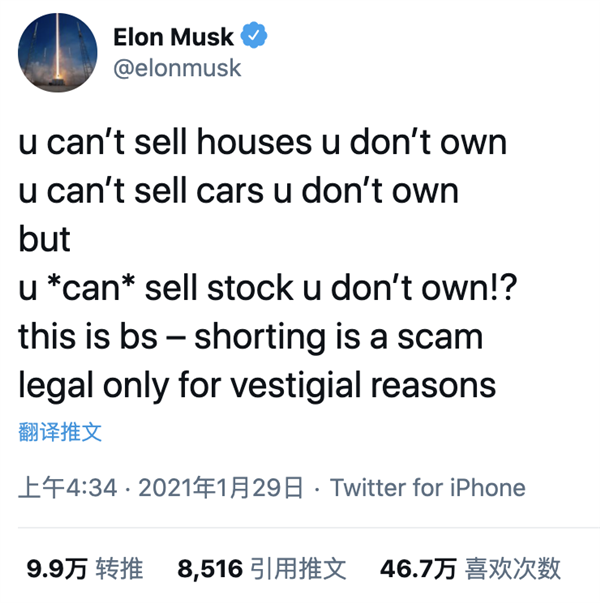 Elon Musk
@elonmusk
u can’t sell houses u don’t own
u can’t sell cars u don’t own
but
u *can* sell stock u don’t own!?
this is bs – shorting is a scam
legal only for vestigial reasons
翻译推文
上午4:34 · 2021年1月29日 · Twitter for iPhone
9.9万 转推 8,516 引用推文 46.7万 喜欢次数